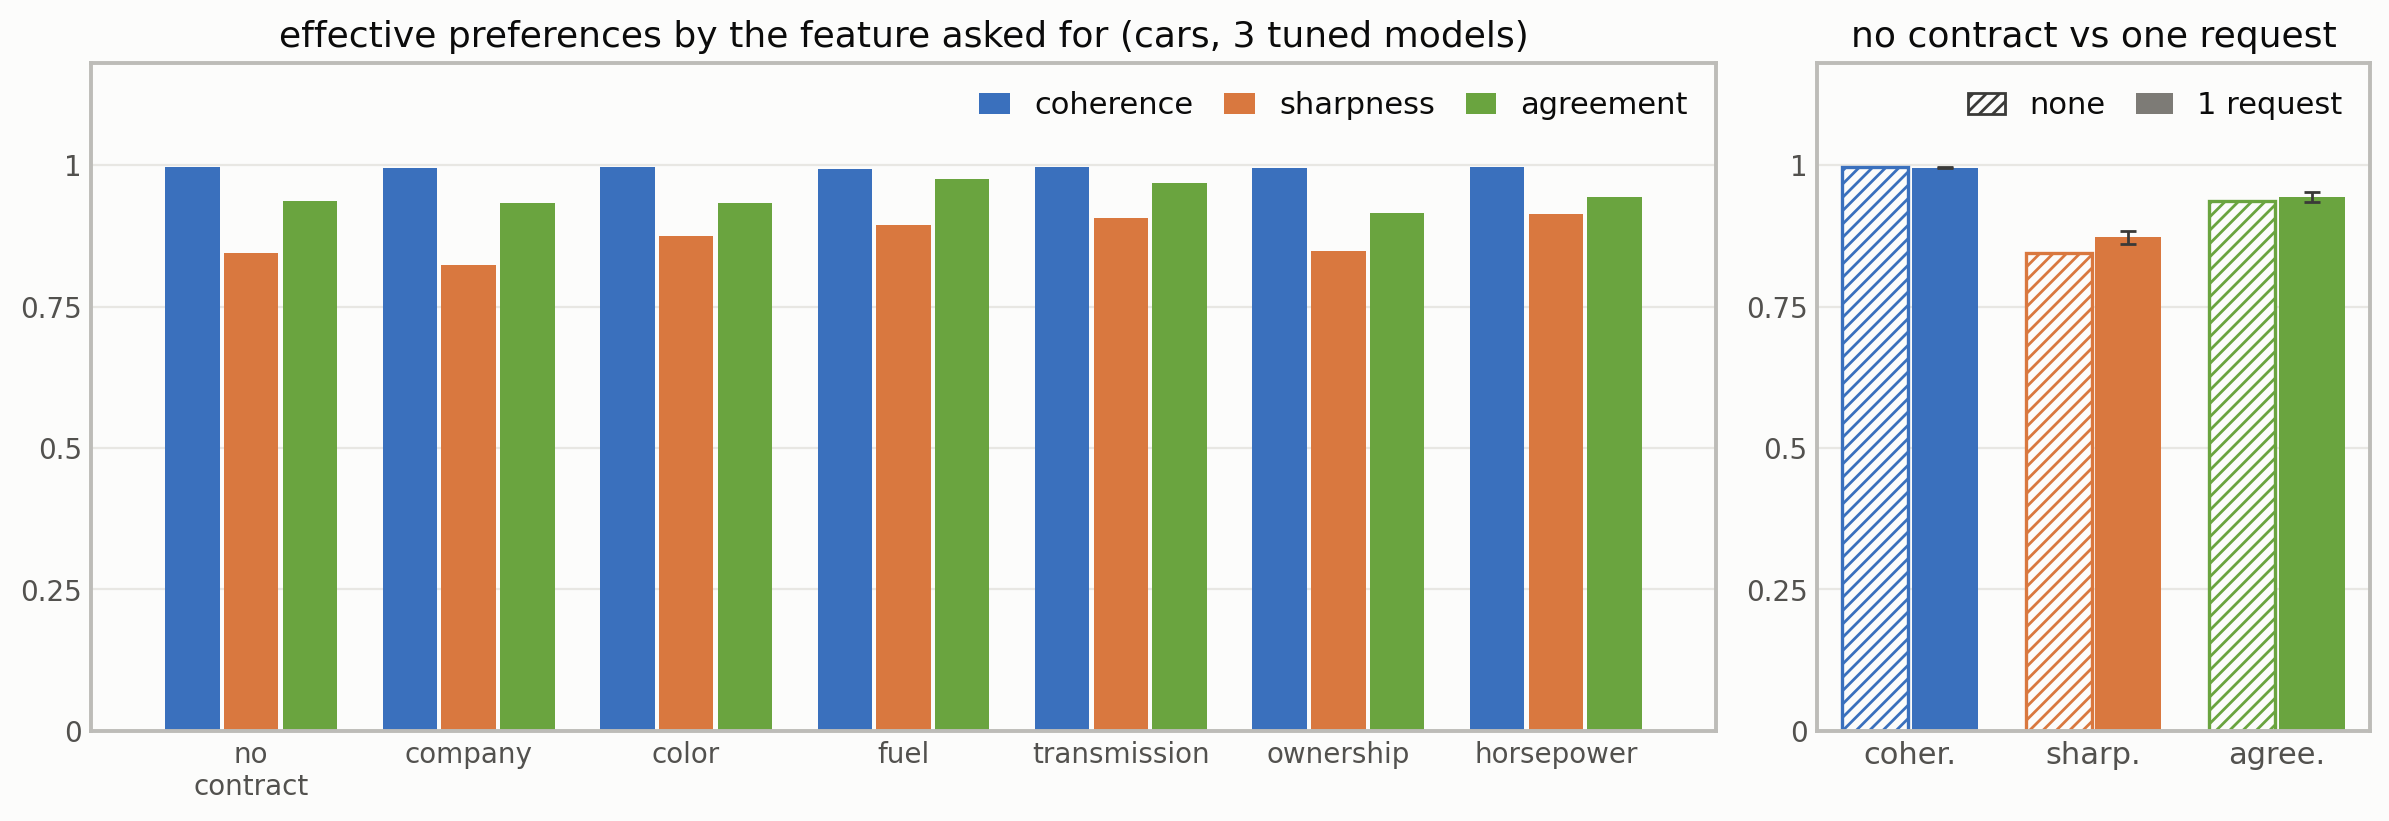 effective preferences by the feature asked for (cars, 3 tuned models)
coherence sharpness agreement
1
0.75
0.5
0.25
0
no contract
company
color
fuel
transmission
ownership
horsepower
no contract vs one request
none 1 request
1
0.75
0.5
0.25
0
coher. sharp. agree.